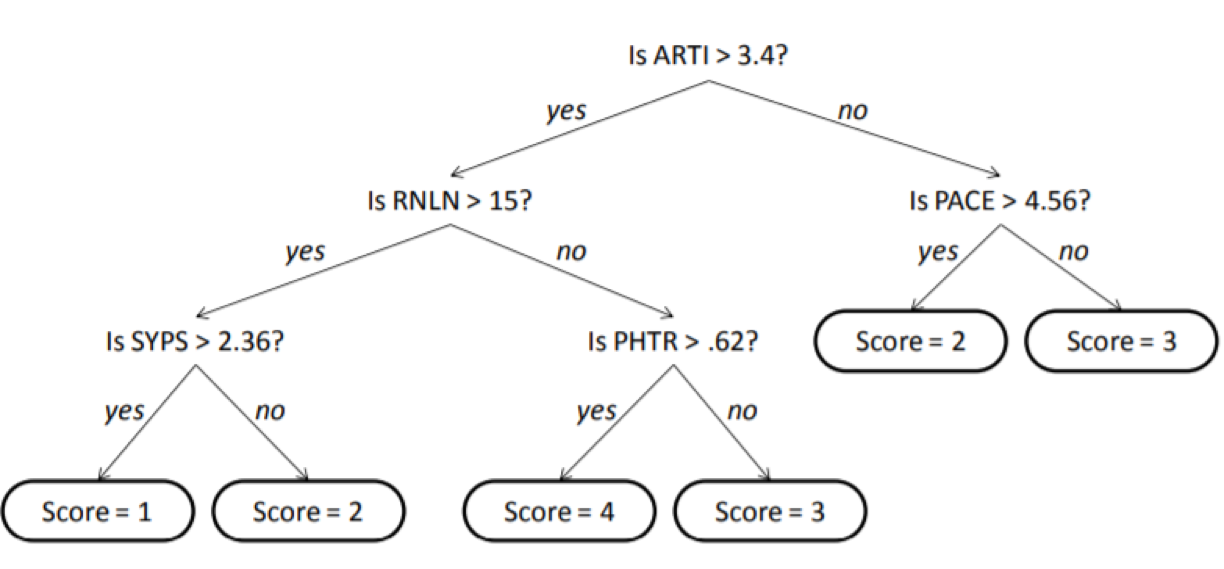 Is ARTI > 3.4?
yes
no
Is RNLN > 15?
Is PACE > 4.56?
yes
no
yes
no
Is SYPS > 2.36?
Is PHTR > .62?
Score = 2
Score = 3
yes
no
yes
no
Score = 1
Score = 2
Score = 4
Score = 3